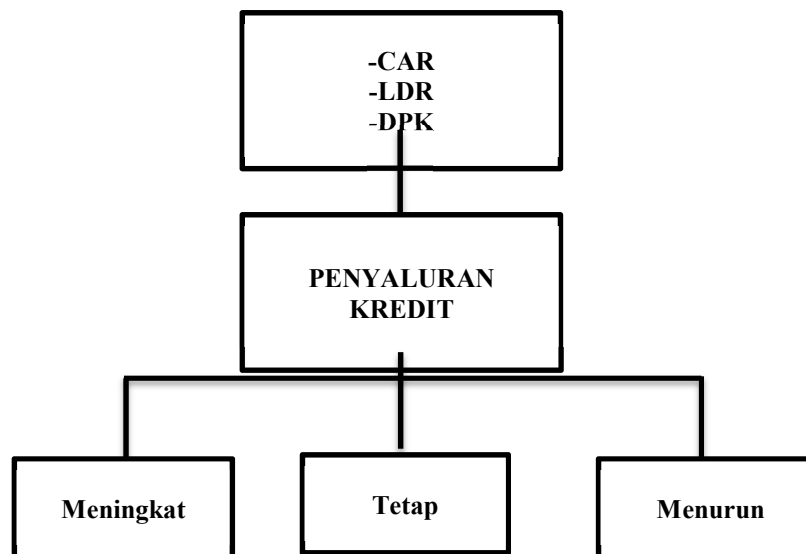 -CAR
-LDR
-DPK
PENYALURAN
KREDIT
Meningkat
Tetap
Menurun